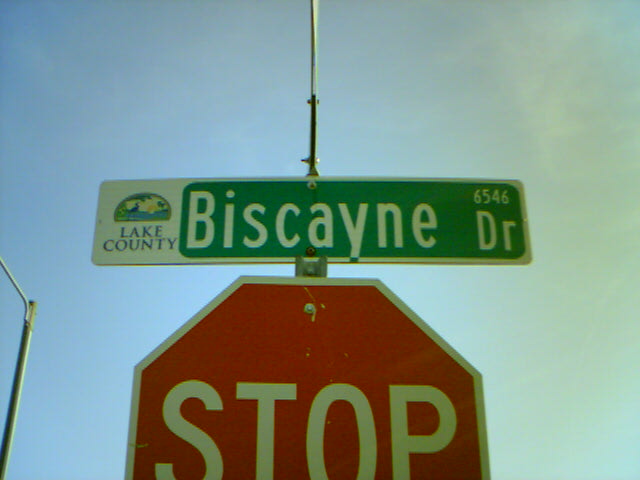 LAKE
COUNTY
Biscayne Dr
6546
STOP